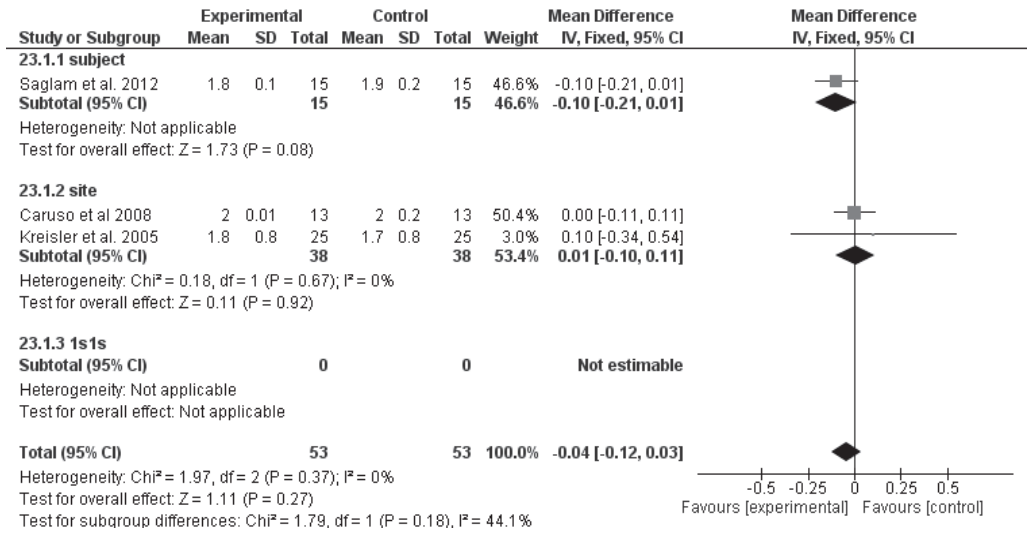 Experimental Control Mean Difference Mean Difference
Study or Subgroup Mean SD Total Mean SD Total Weight IV, Fixed, 95% CI IV, Fixed, 95% CI
23.1.1 subject
Saglam et al. 2012 1.8 0.1 15 1.9 0.2 15 46.6% -0.10 [-0.21, 0.01]
Subtotal (95% CI) 15 15 46.6% -0.10 [-0.21, 0.01]
Heterogeneity: Not applicable
Test for overall effect: Z = 1.73 (P = 0.08)
23.1.2 site
Caruso et al 2008 2 0.01 13 2 0.2 13 50.4% 0.00 [-0.11, 0.11]
Kreisler et al. 2005 1.8 0.8 25 1.7 0.8 25 3.0% 0.10 [-0.34, 0.54]
Subtotal (95% CI) 38 38 53.4% 0.01 [-0.10, 0.11]
Heterogeneity: Chi² = 0.18, df = 1 (P = 0.67); I² = 0%
Test for overall effect: Z = 0.11 (P = 0.92)
23.1.3 1s1s
Subtotal (95% CI) 0 0 Not estimable
Heterogeneity: Not applicable
Test for overall effect: Not applicable
Total (95% CI) 53 53 100.0% -0.04 [-0.12, 0.03]
Heterogeneity: Chi² = 1.97, df = 2 (P = 0.37); I² = 0%
Test for overall effect: Z = 1.11 (P = 0.27)
Test for subgroup differences: Chi² = 1.79, df = 1 (P = 0.18), I² = 44.1%
-0.5 -0.25 0 0.25 0.5
Favours [experimental] Favours [control]